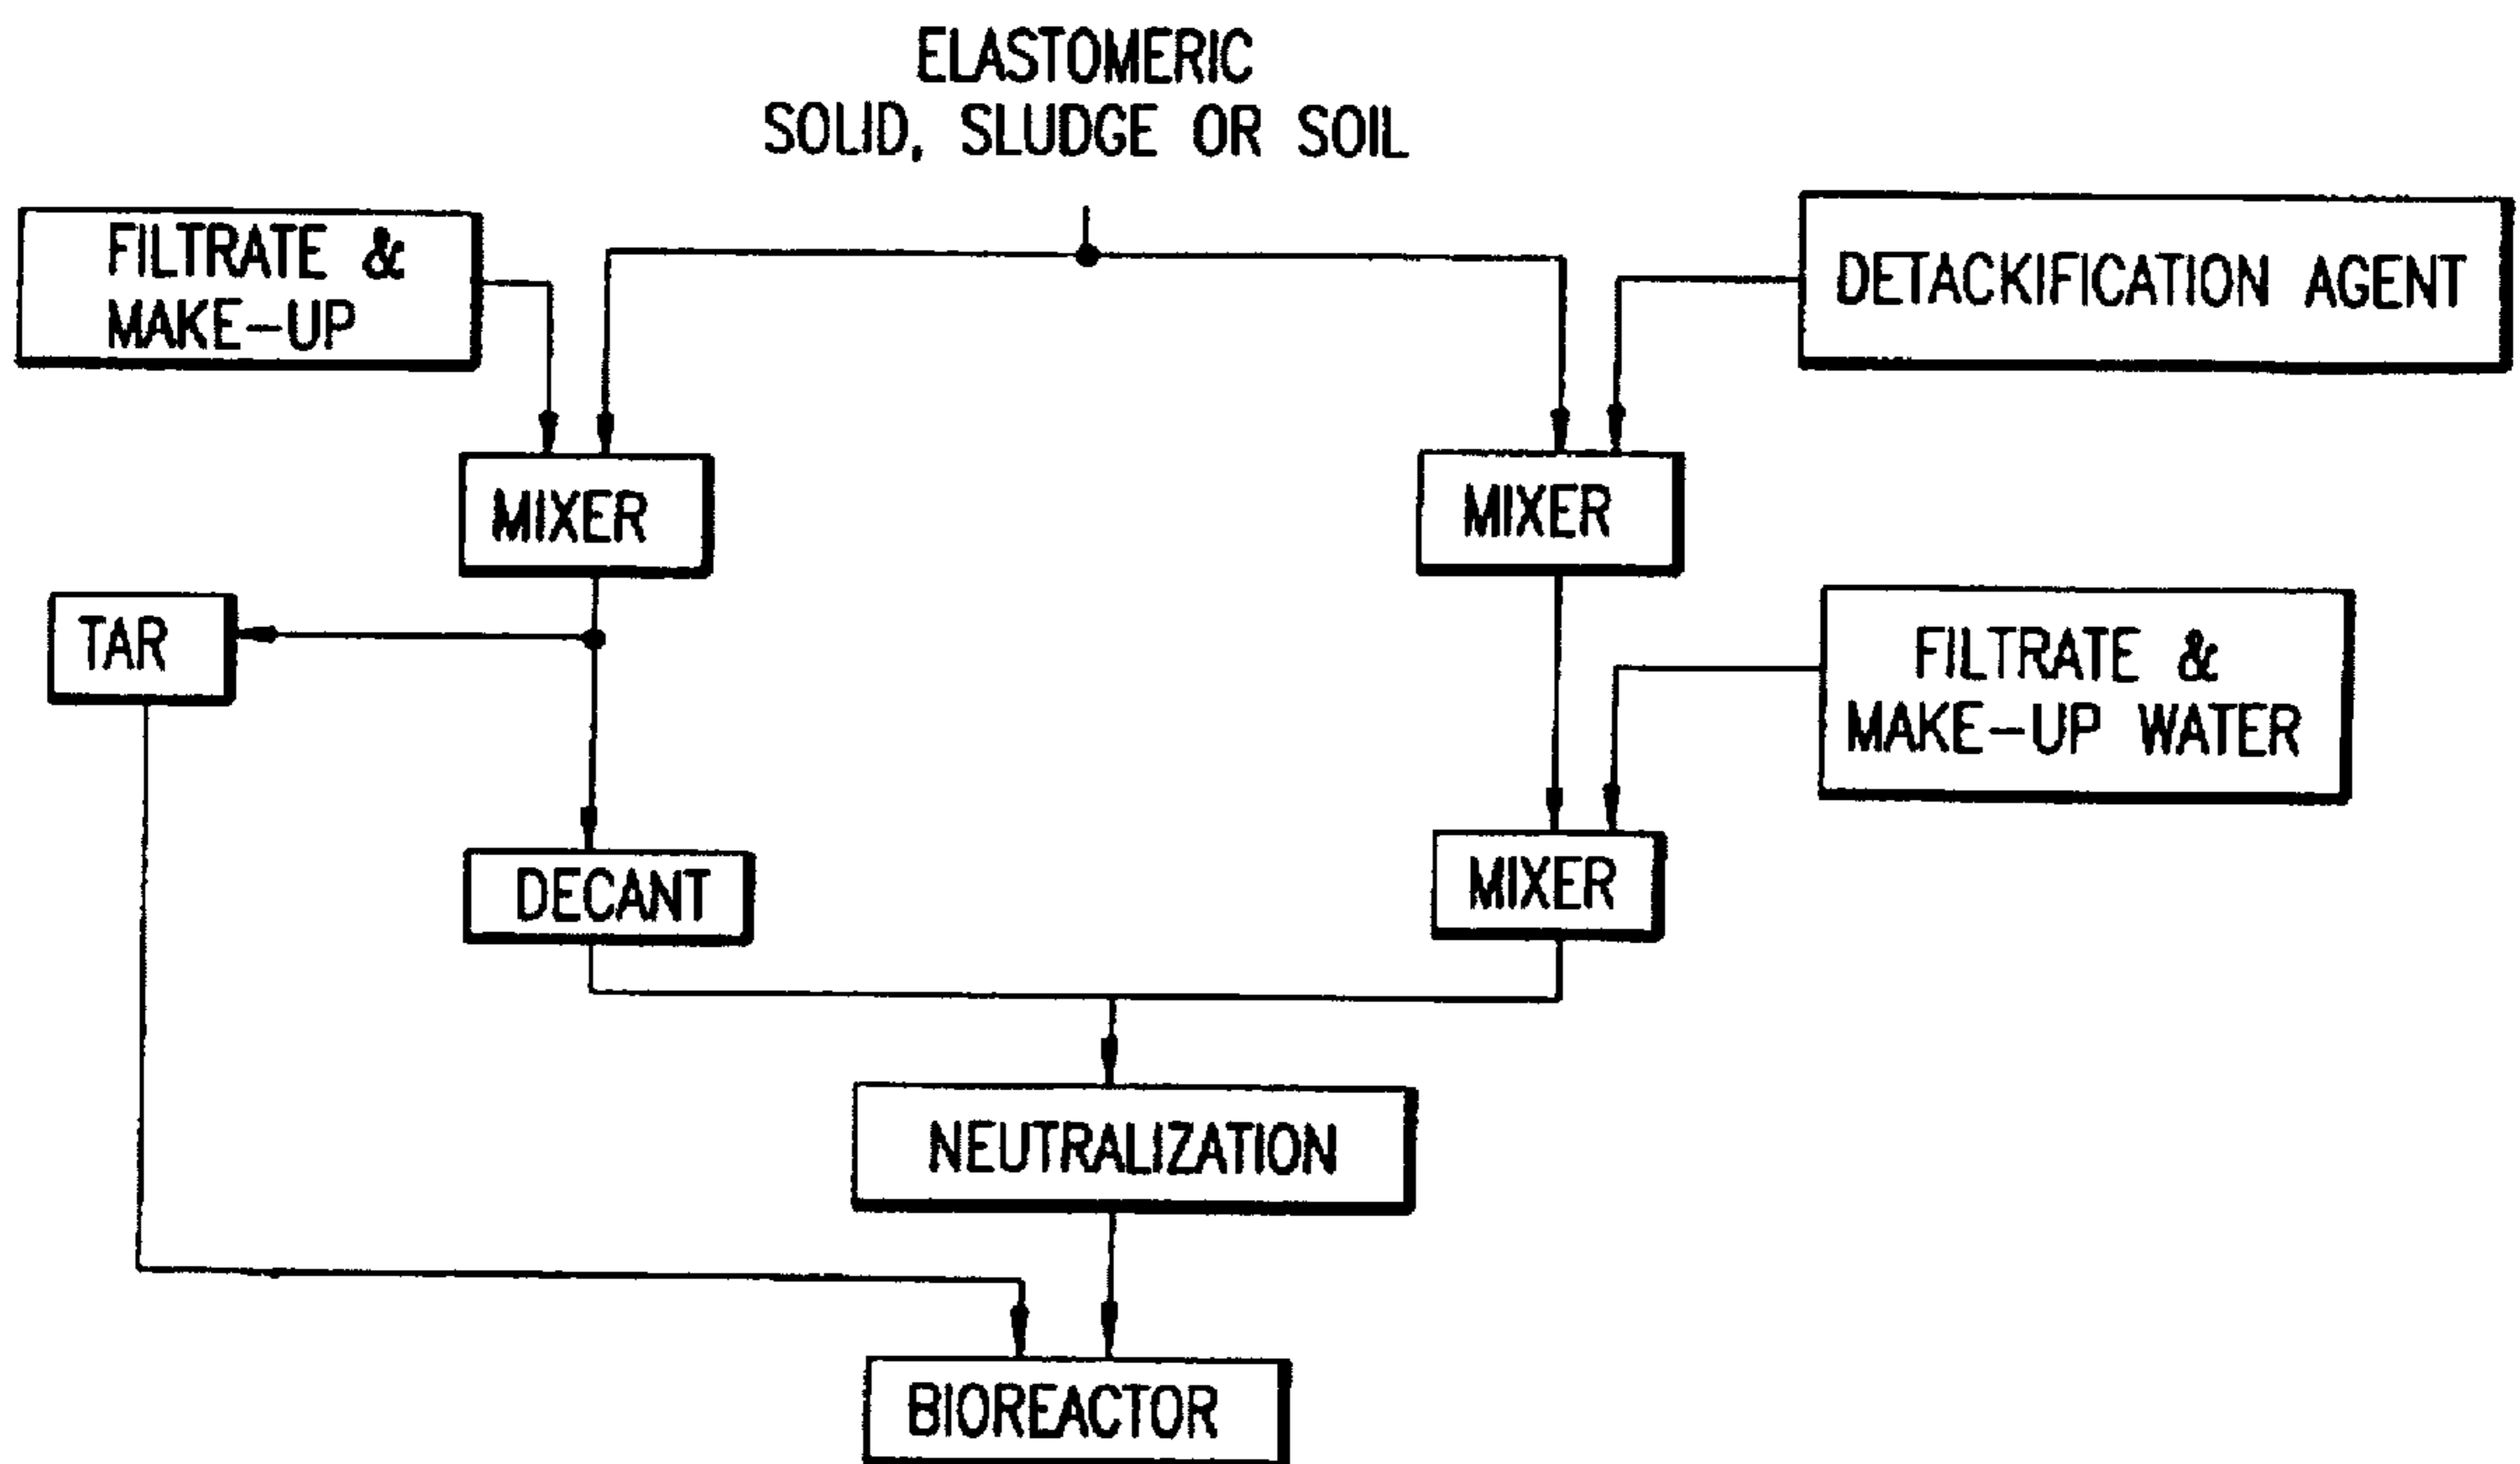 ELASTOMERIC
SOLID, SLUDGE OR SOIL
FILTRATE &
MAKE-UP
DETACKIFICATION AGENT
MIXER
MIXER
TAR
FILTRATE &
MAKE-UP WATER
DECANT
MIXER
NEUTRALIZATION
BIOREACTOR